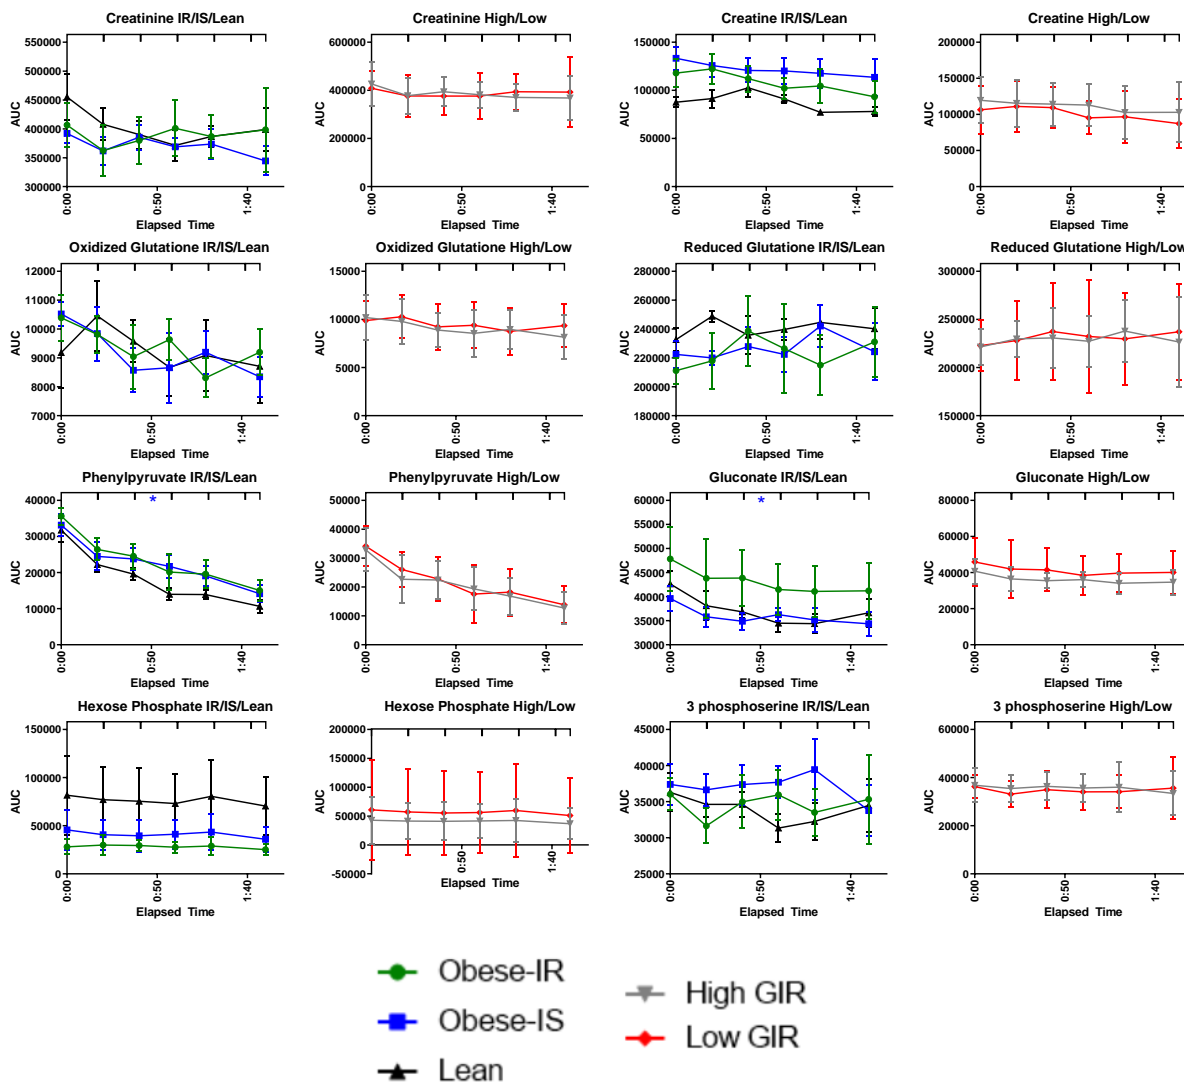 Creatinine IR/IS/Lean
550000
500000
450000
400000
350000
300000
AUC
0:00
0:50
1:40
Elapsed Time
Creatinine High/Low
600000
400000
200000
0
AUC
0:00
0:50
1:40
Elapsed Time
Creatine IR/IS/Lean
150000
100000
50000
0
AUC
0:00
0:50
1:40
Elapsed Time
Creatine High/Low
200000
150000
100000
50000
0
AUC
0:00
0:50
1:40
Elapsed Time
Oxidized Glutatione IR/IS/Lean
12000
11000
10000
9000
8000
7000
AUC
0:00
0:50
1:40
Elapsed Time
Oxidized Glutatione High/Low
15000
10000
5000
0
AUC
0:00
0:50
1:40
Elapsed Time
Reduced Glutatione IR/IS/Lean
280000
260000
240000
220000
200000
180000
AUC
0:00
0:50
1:40
Elapsed Time
Reduced Glutatione High/Low
300000
250000
200000
150000
AUC
0:00
0:50
1:40
Elapsed Time
Phenylpyruvate IR/IS/Lean
*
40000
30000
20000
10000
0
AUC
0:00
0:50
1:40
Elapsed Time
Phenylpyruvate High/Low
50000
40000
30000
20000
10000
0
AUC
0:00
0:50
1:40
Elapsed Time
Gluconate IR/IS/Lean
*
60000
55000
50000
45000
40000
35000
30000
AUC
0:00
0:50
1:40
Elapsed Time
Gluconate High/Low
80000
60000
40000
20000
0
AUC
0:00
0:50
1:40
Elapsed Time
Hexose Phosphate IR/IS/Lean
150000
100000
50000
0
AUC
0:00
0:50
1:40
Elapsed Time
Hexose Phosphate High/Low
200000
150000
100000
50000
0
-50000
AUC
0:00
0:50
1:40
Elapsed Time
3 phosphoserine IR/IS/Lean
45000
40000
35000
30000
25000
AUC
0:00
0:50
1:40
Elapsed Time
3 phosphoserine High/Low
60000
40000
20000
0
AUC
0:00
0:50
1:40
Elapsed Time
Obese-IR
Obese-IS
Lean
High GIR
Low GIR